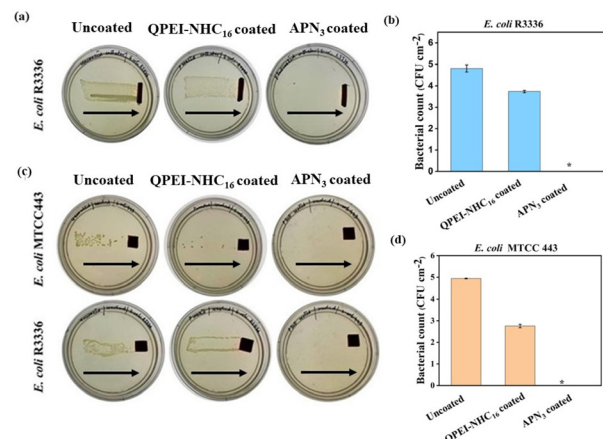 (a)
Uncoated QPEI-NHC₁₆ coated APN₃ coated
E. coli R3336
(b)
E. coli R3336
Bacterial count (CFU cm⁻²)
6
5
4
3
2
1
0
*
Uncoated
QPEI-NHC₁₆ coated
APN₃ coated
(c)
Uncoated QPEI-NHC₁₆ coated APN₃ coated
E. coli MTCC443
E. coli R3336
(d)
E. coli MTCC 443
Bacterial count (CFU cm⁻²)
6
5
4
3
2
1
0
*
Uncoated
QPEI-NHC₁₆ coated
APN₃ coated